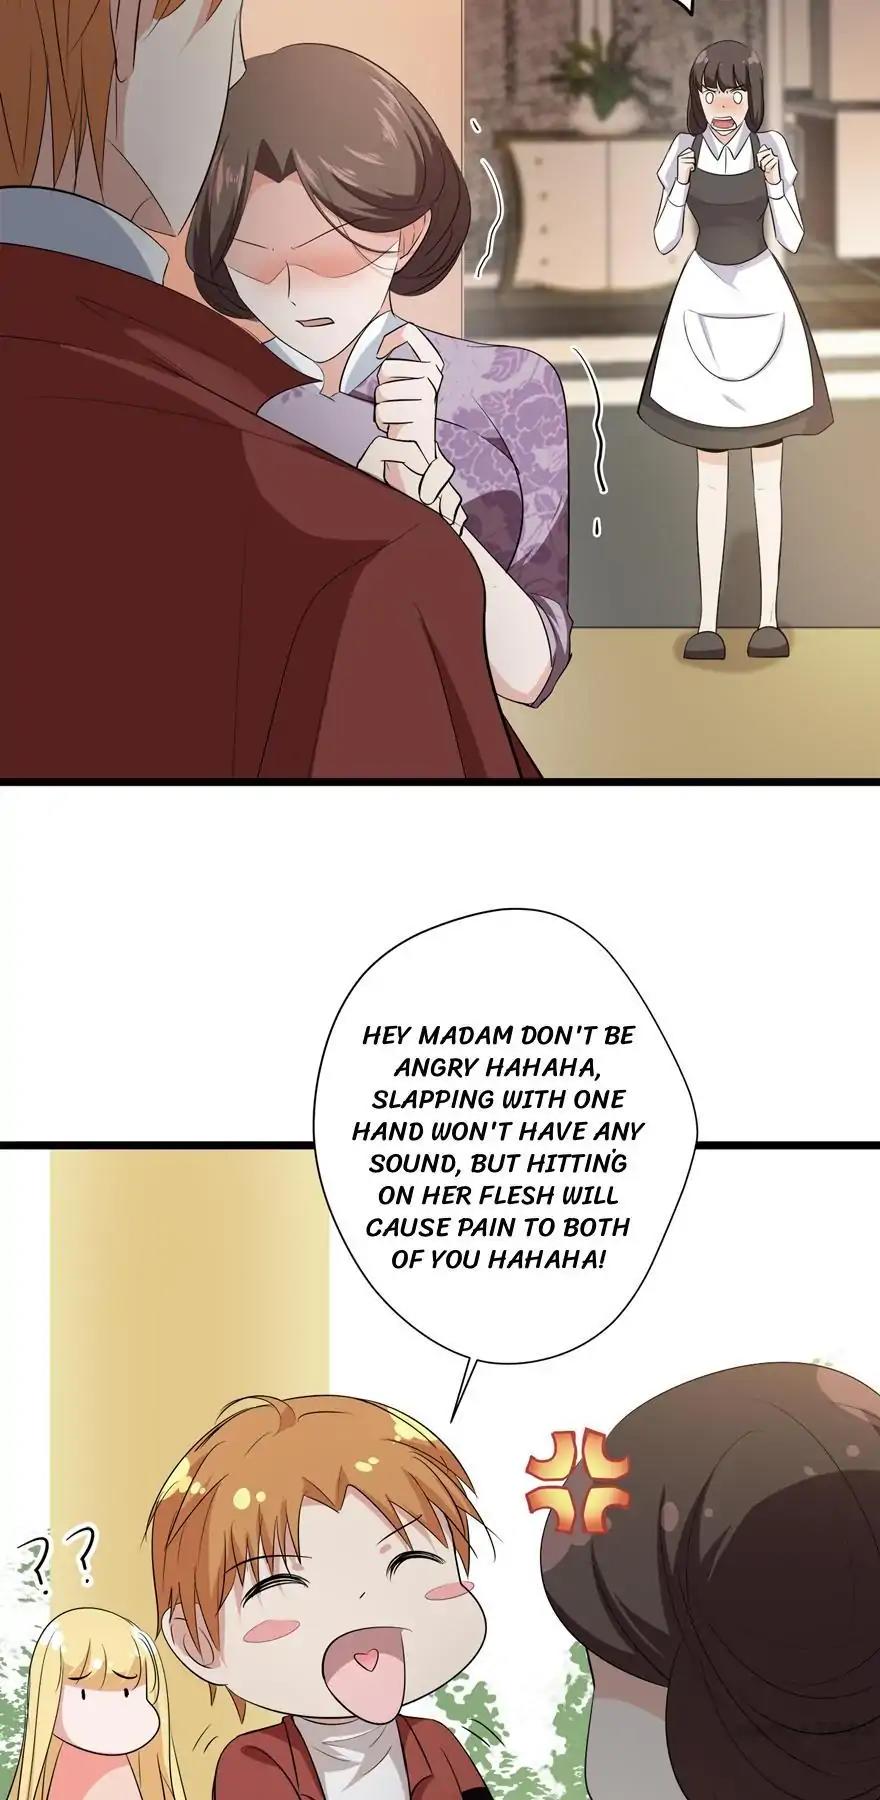 HEY MADAM DON'T BE
ANGRY HAHAHA,
SLAPPING WITH ONE
HAND WON'T HAVE ANY
SOUND, BUT HITTING
ON HER FLESH WILL
CAUSE PAIN TO BOTH
OF YOU HAHAHA!
??